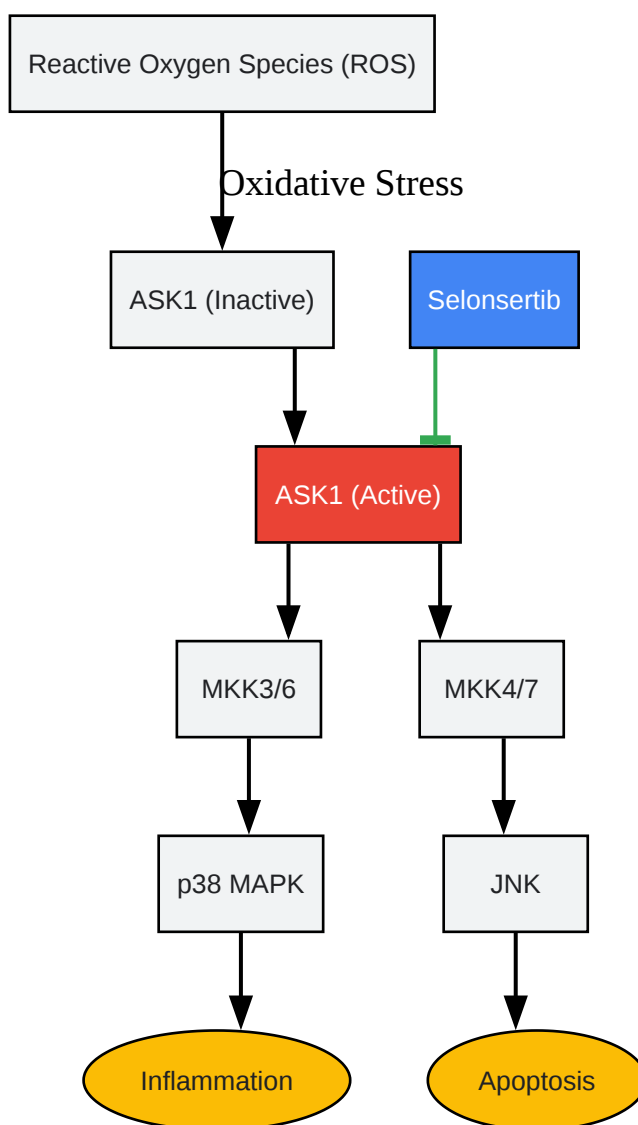 Reactive Oxygen Species (ROS)
Oxidative Stress
ASK1 (Inactive)
Selonsertib
ASK1 (Active)
MKK3/6
MKK4/7
p38 MAPK
JNK
Inflammation
Apoptosis